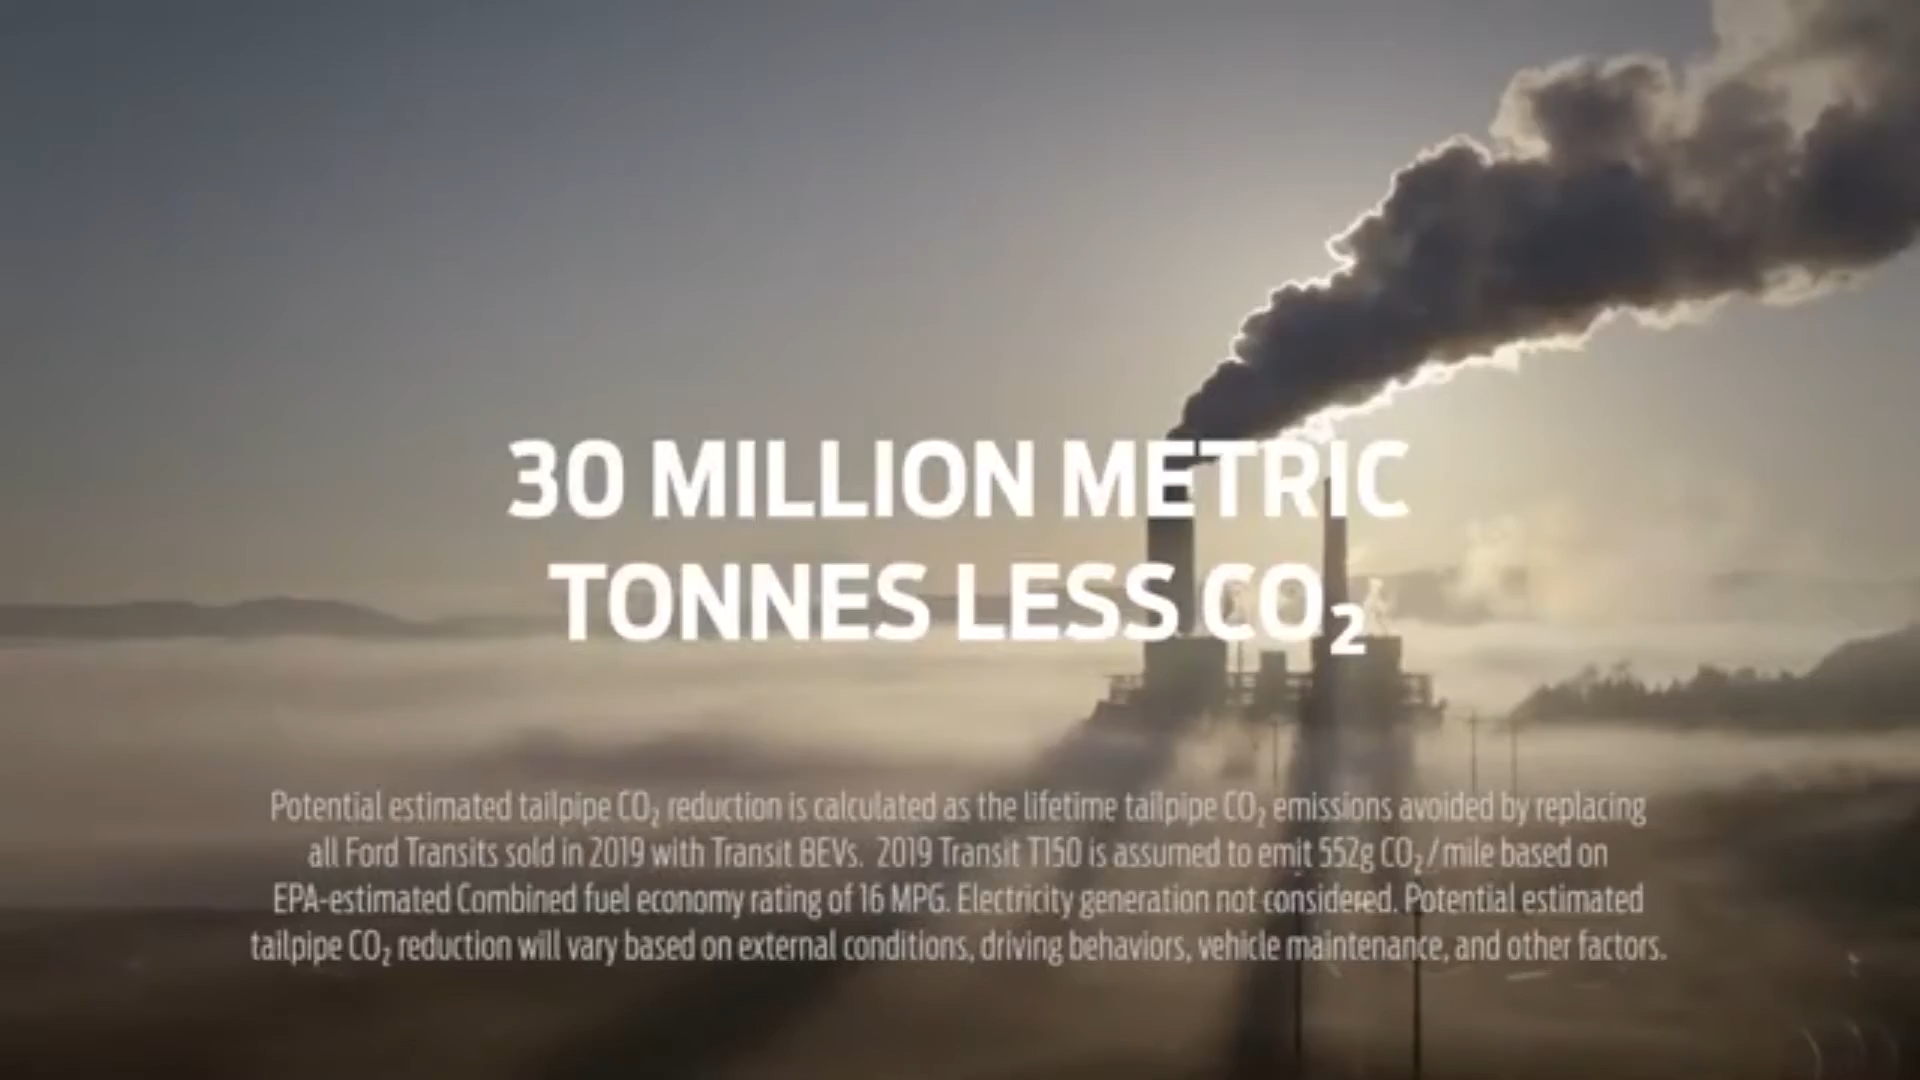 30 MILLION METRIC
TONNES LESS CO₂
Potential estimated tailpipe CO₂ reduction is calculated as the lifetime tailpipe CO₂ emissions avoided by replacing
all Ford Transits sold in 2019 with Transit BEVs. 2019 Transit T150 is assumed to emit 552g CO₂/mile based on
EPA-estimated Combined fuel economy rating of 16 MPG. Electricity generation not considered. Potential estimated
tailpipe CO₂ reduction will vary based on external conditions, driving behaviors, vehicle maintenance, and other factors.